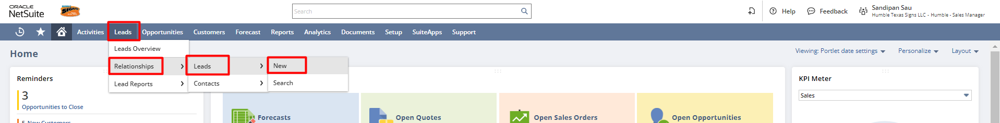 ORACLE
NETSUITE
SIGNS
Search
Help
Feedback
Sandipan Sau
Humble Texas Signs LLC - Humble - Sales Manager
Activities
Leads
Opportunities
Customers
Forecast
Reports
Analytics
Documents
Setup
SuiteApps
Support
Leads Overview
Relationships
Lead Reports
Leads
Contacts
New
Search
Home
Viewing: Portlet date settings
Personalize
Layout
Reminders
3
Opportunities to Close
5 New Customers
Forecasts
Open Quotes
Open Sales Orders
Open Opportunities
KPI Meter
Sales